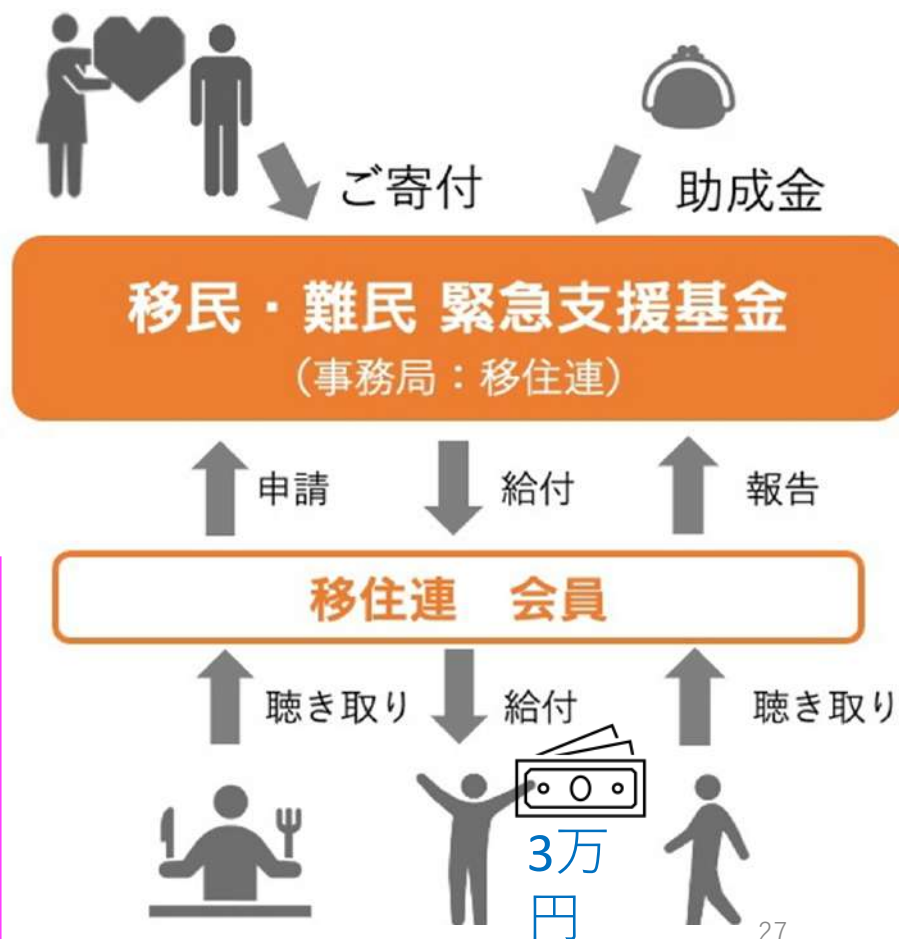 ご寄付
助成金
移民・難民 緊急支援基金
（事務局：移住連）
申請
給付
報告
移住連　会員
聴き取り
給付
聴き取り
3万
円
27